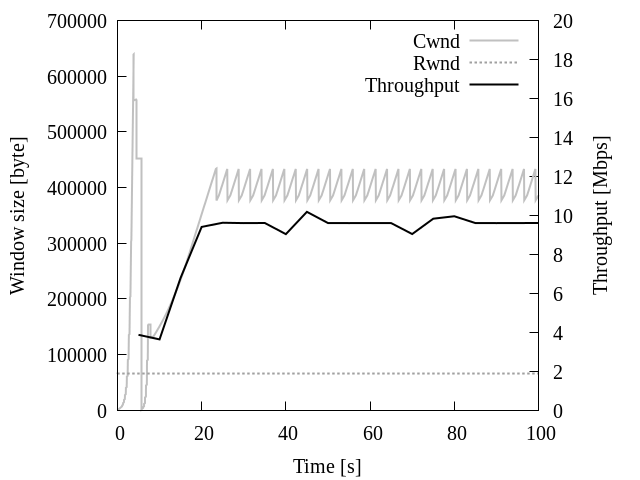 700000
600000
500000
400000
300000
200000
100000
0
Window size [byte]
Cwnd
Rwnd
Throughput
20
18
16
14
12
10
8
6
4
2
0
Throughput [Mbps]
0 20 40 60 80 100
Time [s]